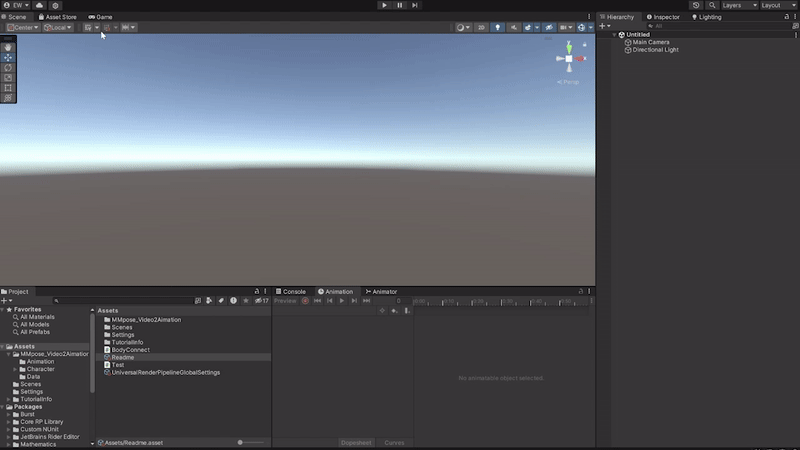 EW
Layers
Layout
Scene
Asset Store
Game
Hierarchy
Inspector
Lighting
Center
Local
2D
All
Untitled
Main Camera
Directional Light
y
Persp
Project
Console
Animation
Animator
17
Preview
0
Favorites
All Materials
All Models
All Prefabs
Assets
MMpose_Video2Aimation
Animation
Character
Data
Scenes
Settings
TutorialInfo
Packages
Burst
Core RP Library
Custom NUnit
JetBrains Rider Editor
Mathematics
Assets
MMpose_Video2Aimation
Scenes
Settings
TutorialInfo
BodyConnect
Readme
Test
UniversalRenderPipelineGlobalSettings
Assets/Readme.asset
No animatable object selected.
Dopesheet
Curves